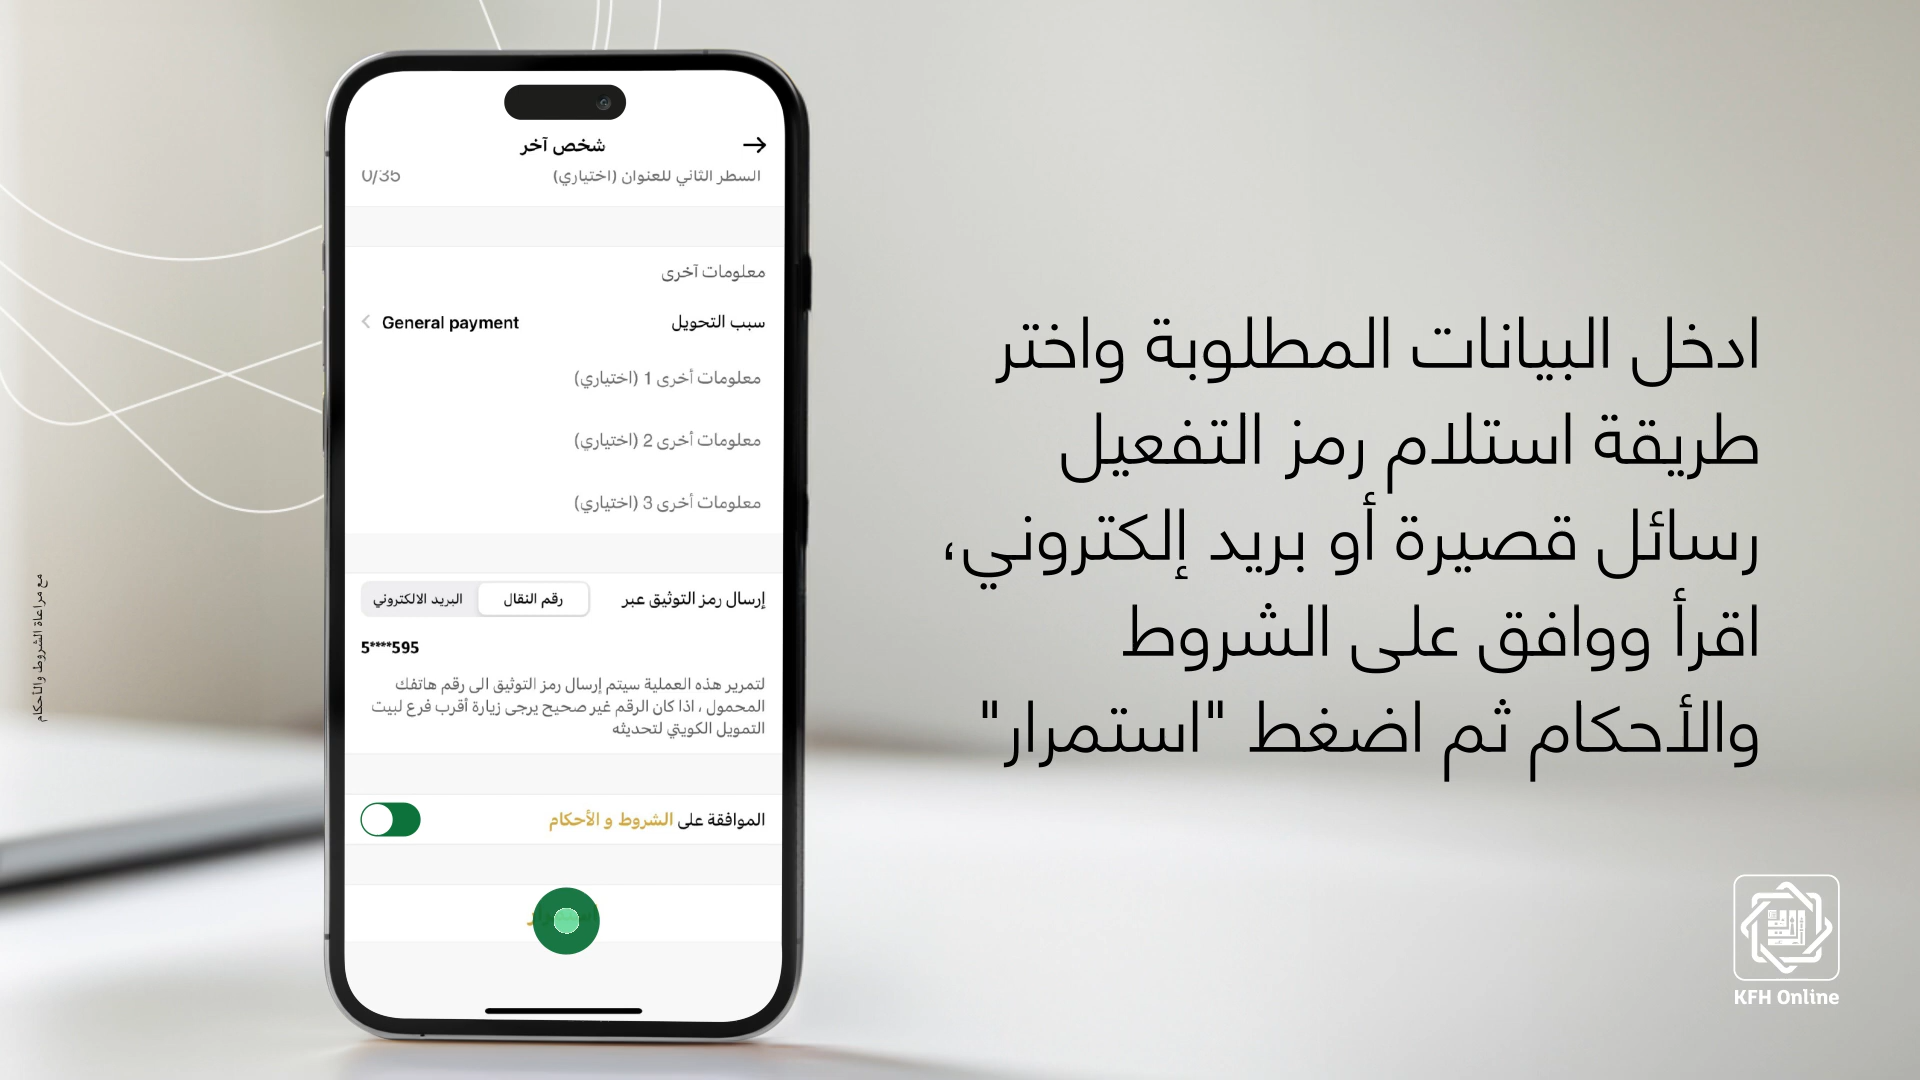 شخص آخر
السطر الثاني للعنوان (اختياري) 0/35
معلومات آخرى
سبب التحويل General payment
معلومات أخرى 1 (اختياري)
معلومات أخرى 2 (اختياري)
معلومات أخرى 3 (اختياري)
إرسال رمز التوثيق عبر رقم النقال البريد الالكتروني
5****595
لتمرير هذه العملية سيتم إرسال رمز التوثيق الى رقم هاتفك
المحمول ، اذا كان الرقم غير صحيح يرجى زيارة أقرب فرع لبيت
التمويل الكويتي لتحديثه
الموافقة على الشروط و الأحكام
ادخل البيانات المطلوبة واختر
طريقة استلام رمز التفعيل
رسائل قصيرة أو بريد إلكتروني،
اقرأ ووافق على الشروط
والأحكام ثم اضغط "استمرار"
مع مراعاة الشروط والأحكام
KFH Online